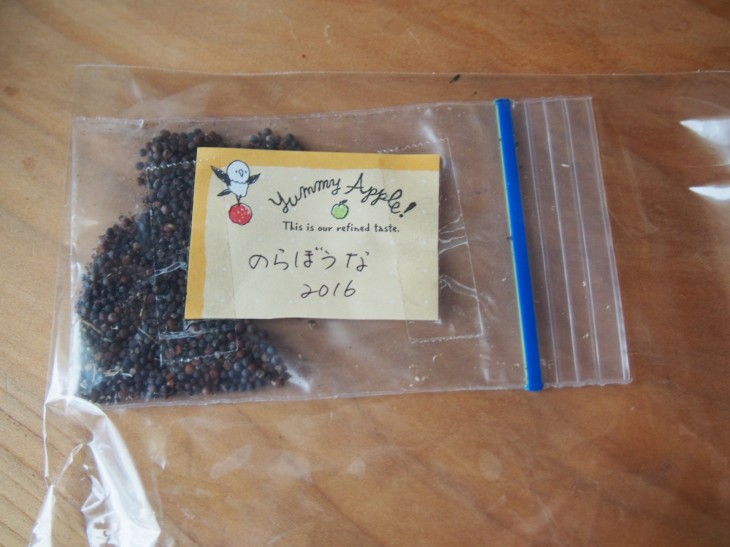 Yummy Apple!
This is our refined taste.
のらぼうな
2016